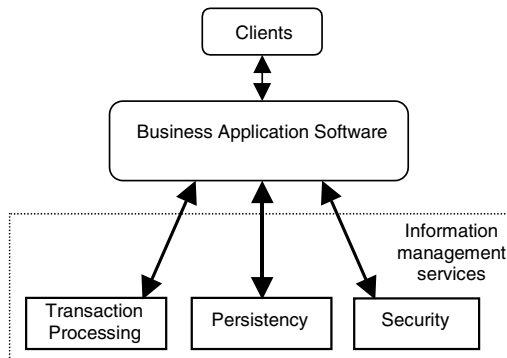 Clients
Business Application Software
Information
management
services
Transaction
Processing
Persistency
Security